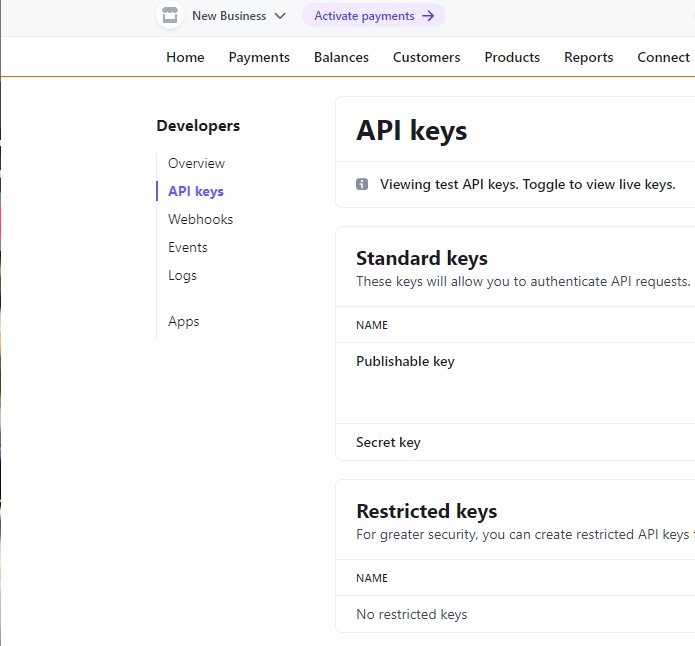 New Business
Activate payments →
Home Payments Balances Customers Products Reports Connect
Developers
Overview
API keys
Webhooks
Events
Logs
Apps
API keys
Viewing test API keys. Toggle to view live keys.
Standard keys
These keys will allow you to authenticate API requests.
NAME
Publishable key
Secret key
Restricted keys
For greater security, you can create restricted API keys
NAME
No restricted keys